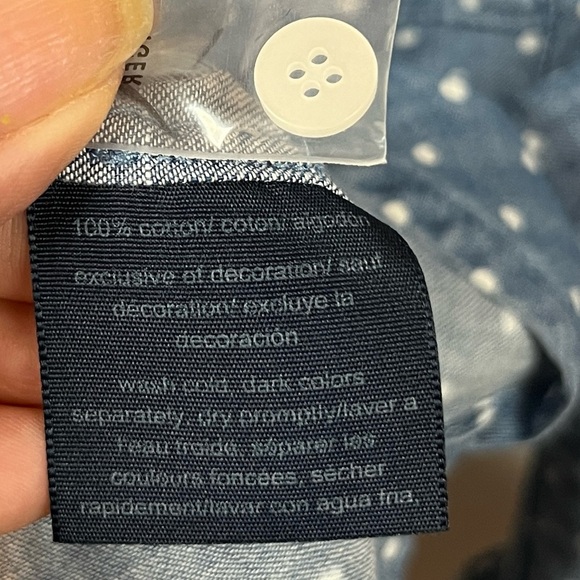 100% cotton/ coton/ algodón
exclusive of decoration/ sauf
décoration/ excluye la
decoración
wash cold, dark colors
separately, dry promptly/laver a
l'eau froide, séparer les
couleurs foncées, sécher
rapidement/lavar con agua fria,